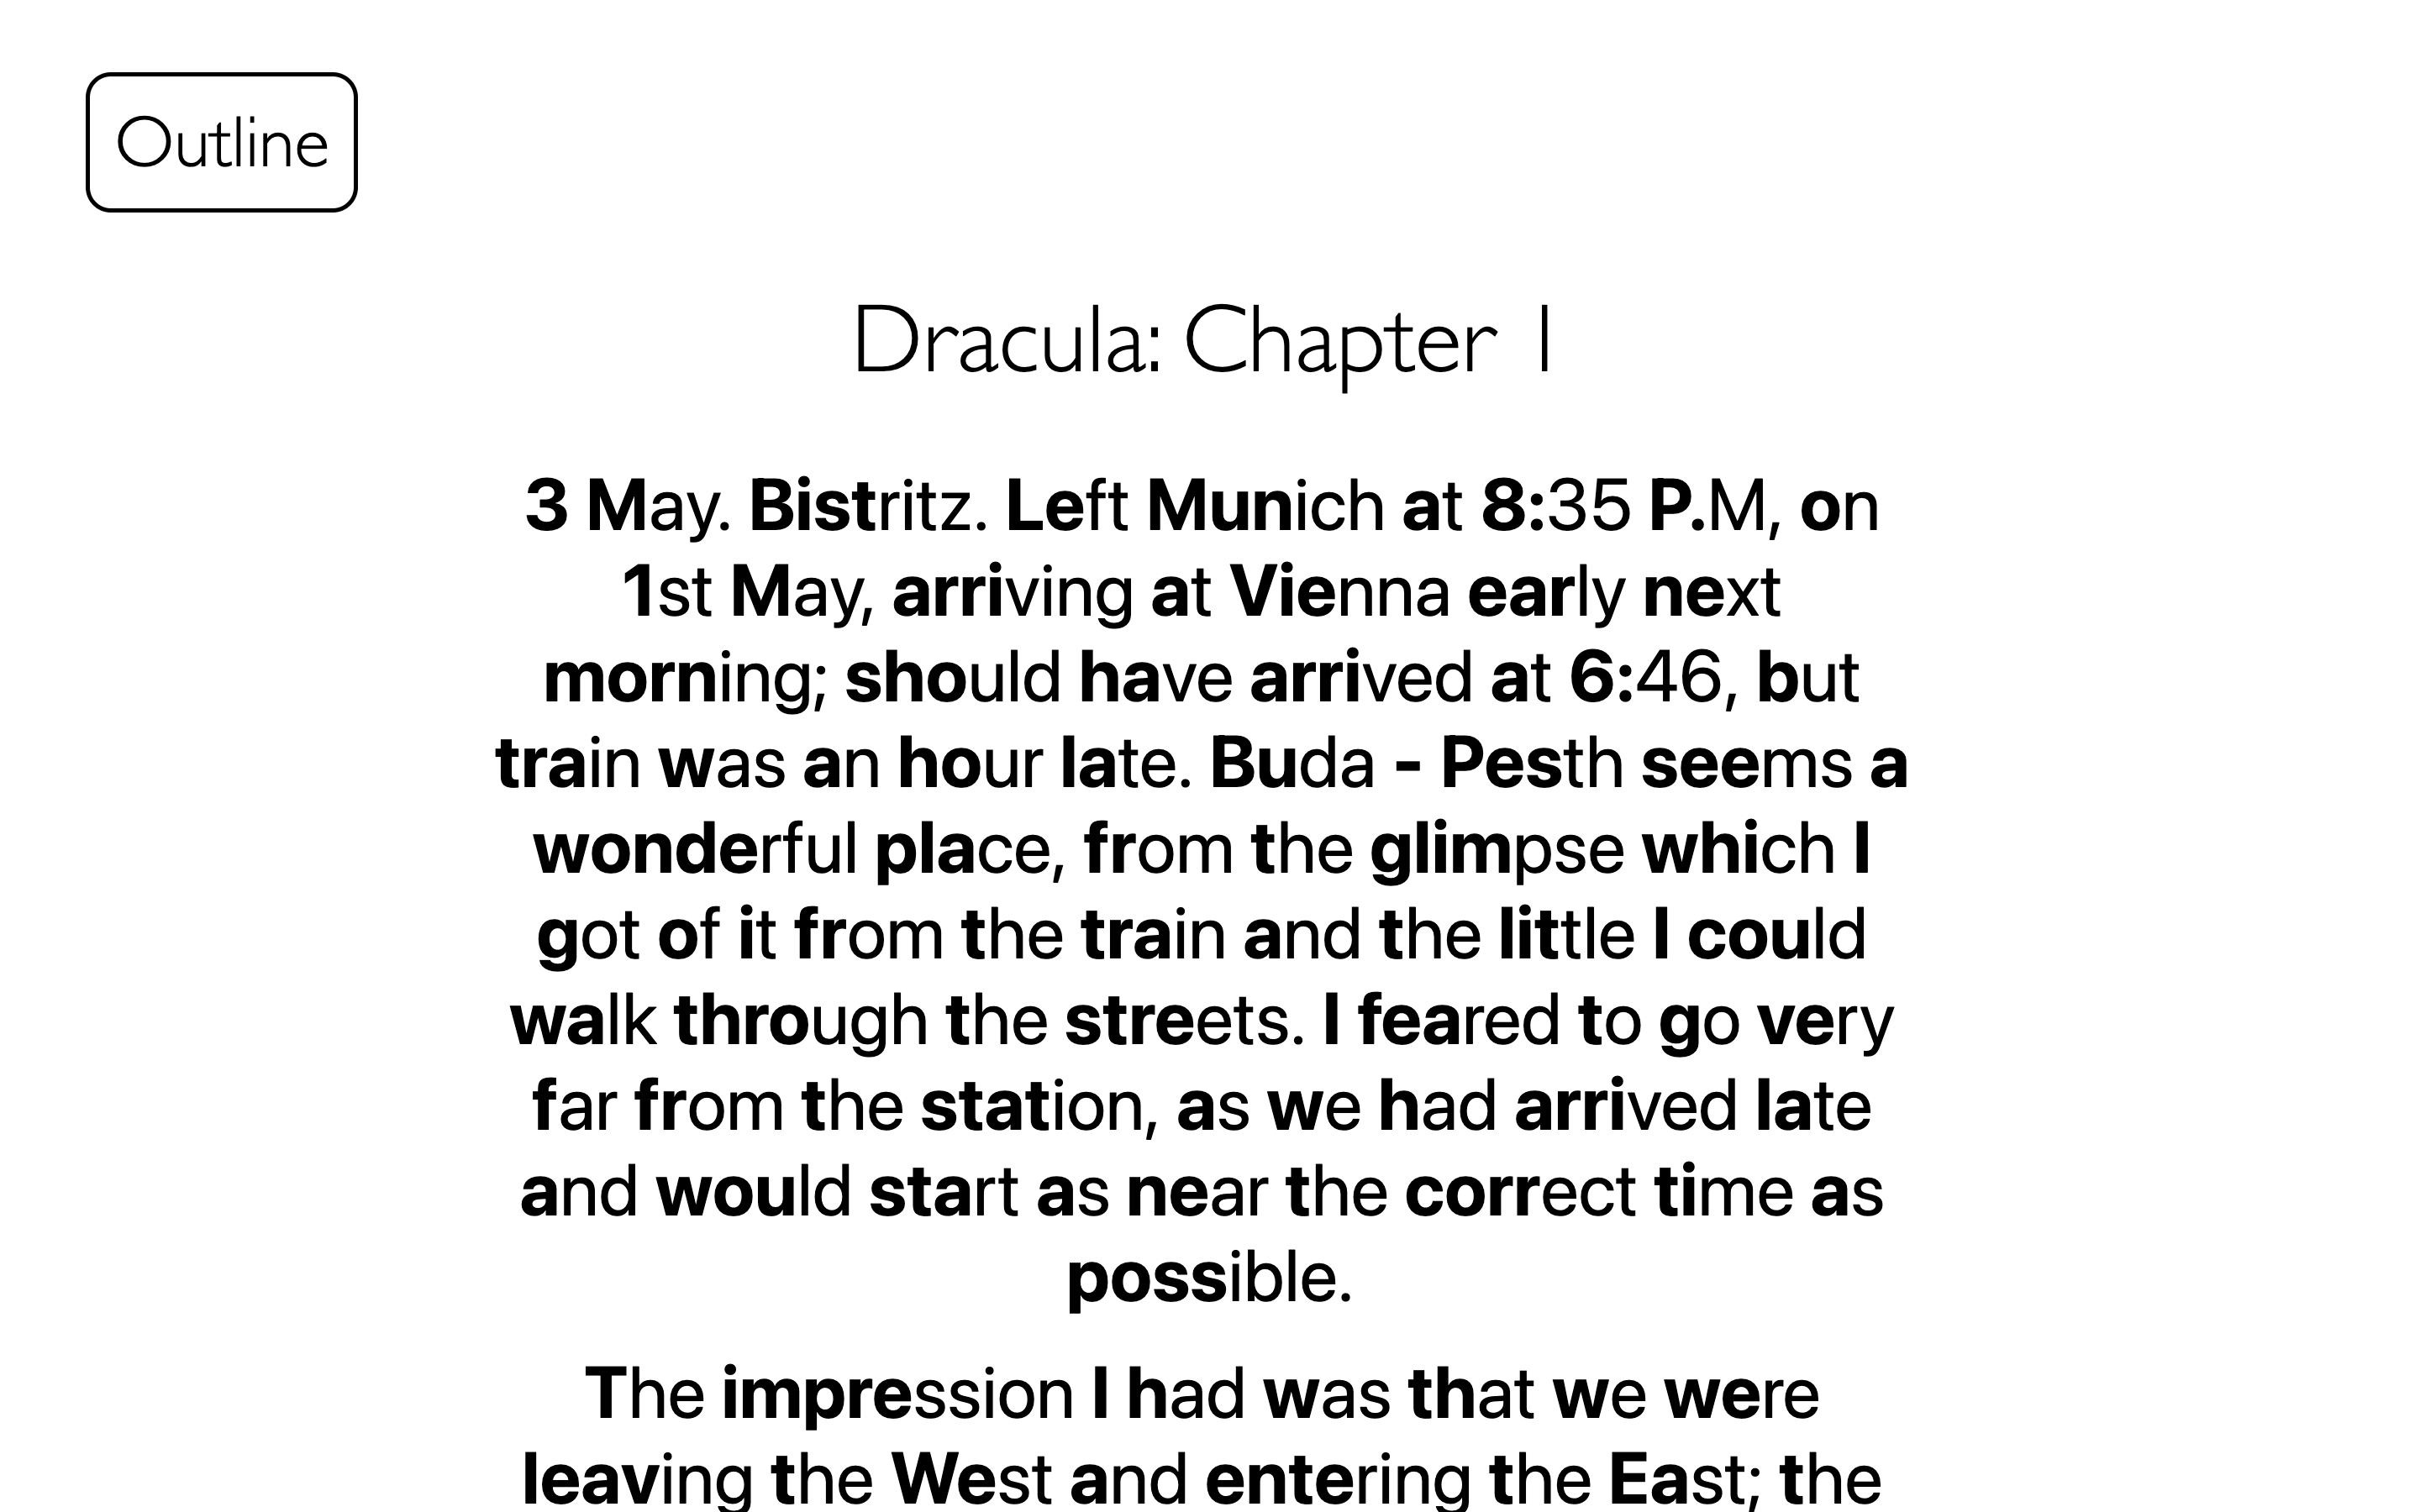 Outline
Dracula: Chapter 1
3 May. Bistritz. Left Munich at 8:35 P.M, on
1st May, arriving at Vienna early next
morning; should have arrived at 6:46, but
train was an hour late. Buda - Pesth seems a
wonderful place, from the glimpse which I
got of it from the train and the little I could
walk through the streets. I feared to go very
far from the station, as we had arrived late
and would start as near the correct time as
possible.
The impression I had was that we were
leaving the West and entering the East; the